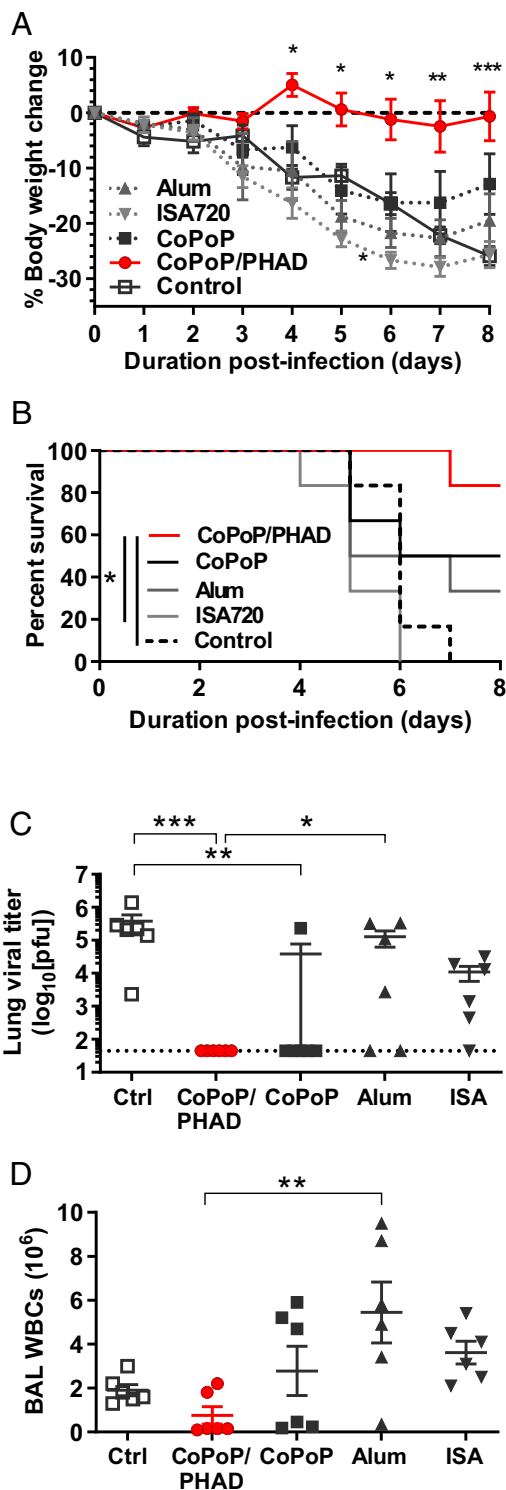 A
* * * ** ***
10
0
-10
-20
-30
% Body weight change
Alum
ISA720
CoPoP
CoPoP/PHAD
Control
*
0 1 2 3 4 5 6 7 8
Duration post-infection (days)
B
100
80
60
40
20
0
Percent survival
*
CoPoP/PHAD
CoPoP
Alum
ISA720
Control
0 2 4 6 8
Duration post-infection (days)
C
*** *
**
7
6
5
4
3
2
1
Lung viral titer
(log10[pfu])
Ctrl CoPoP/ CoPoP Alum ISA
PHAD
D
**
10
8
6
4
2
0
BAL WBCs (10⁶)
Ctrl CoPoP/ CoPoP Alum ISA
PHAD